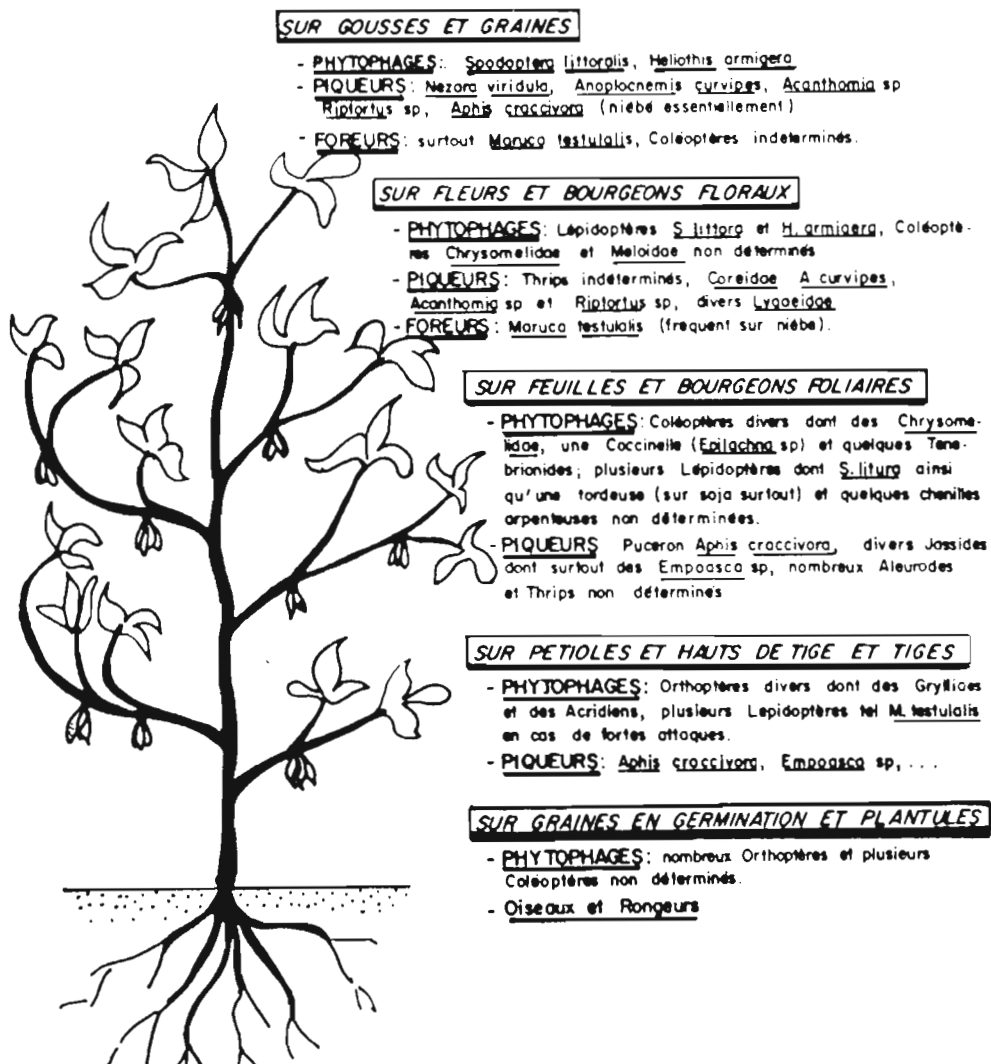 SUR GOUSSES ET GRAINES
- PHYTOPHAGES: Spodoptera littoralis, Heliothis armigera
- PIQUEURS: Nezara viridula, Anoplocnemis curvipes, Acanthomia sp
Riptortus sp, Aphis craccivora (niébé essentiellement)
- FOREURS: surtout Maruca testulalis, Coléoptères indéterminés.
SUR FLEURS ET BOURGEONS FLORAUX
- PHYTOPHAGES: Lépidoptères S littora et H. armigera, Coléoptè-
res Chrysomelidae et Meloidae non déterminés
- PIQUEURS: Thrips indéterminés, Coreidae A curvipes,
Acanthomia sp et Riptortus sp, divers Lygaeidae
- FOREURS: Maruca testulalis (fréquent sur niébé).
SUR FEUILLES ET BOURGEONS FOLIAIRES
- PHYTOPHAGES: Coléoptères divers dont des Chrysome-
lidae, une Coccinelle (Epilachna sp) et quelques Tene-
brionides; plusieurs Lépidoptères dont S. litura ainsi
qu'une tordeuse (sur soja surtout) et quelques chenilles
arpenteuses non déterminées.
- PIQUEURS Puceron Aphis craccivora, divers Jassides
dont surtout des Empoasca sp, nombreux Aleurodes
et Thrips non déterminés
SUR PETIOLES ET HAUTS DE TIGE ET TIGES
- PHYTOPHAGES: Orthoptères divers dont des Gryllides
et des Acridiens, plusieurs Lepidoptères tel M. testulalis
en cas de fortes attaques.
- PIQUEURS: Aphis craccivora, Empoasca sp, ...
SUR GRAINES EN GERMINATION ET PLANTULES
- PHYTOPHAGES: nombreux Orthoptères et plusieurs
Coléoptères non déterminés.
- Oiseaux et Rongeurs